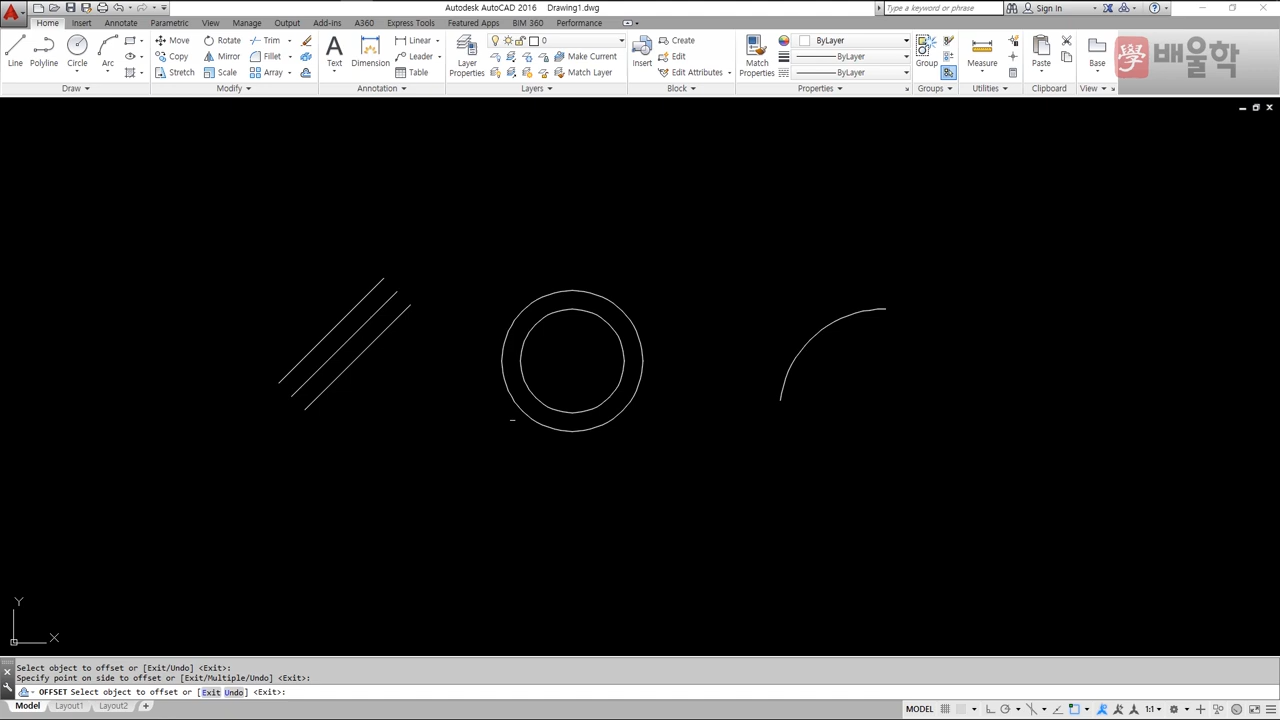 Autodesk AutoCAD 2016 Drawing1.dwg
Type a keyword or phrase
Sign In
Home Insert Annotate Parametric View Manage Output Add-ins A360 Express Tools Featured Apps BIM 360 Performance
Line
Polyline
Circle
Arc
Draw
Move
Copy
Stretch
Rotate
Mirror
Scale
Trim
Fillet
Array
Modify
Text
Dimension
Linear
Leader
Table
Annotation
Layer
Properties
0
Make Current
Match Layer
Layers
Insert
Create
Edit
Edit Attributes
Block
Match
Properties
ByLayer
ByLayer
ByLayer
Properties
Group
Groups
Measure
Utilities
Paste
Clipboard
Base
View
學 배울학
Y
X
Select object to offset or [Exit/Undo] <Exit>:
Specify point on side to offset or [Exit/Multiple/Undo] <Exit>:
OFFSET Select object to offset or [Exit Undo] <Exit>:
Model Layout1 Layout2 +
MODEL
1:1